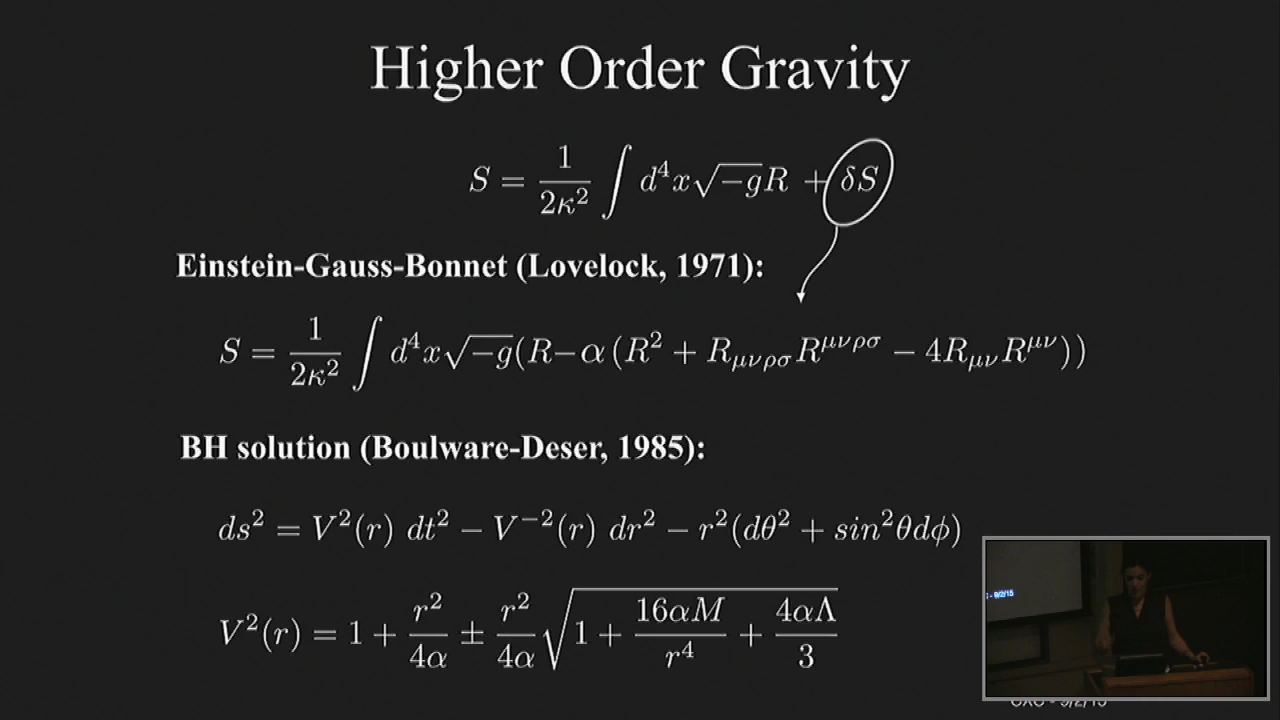 Higher Order Gravity
S = \frac{1}{2\kappa^2} \int d^4x \sqrt{-g} R + \delta S
Einstein-Gauss-Bonnet (Lovelock, 1971):
S = \frac{1}{2\kappa^2} \int d^4x \sqrt{-g} (R - \alpha (R^2 + R_{\mu\nu\rho\sigma} R^{\mu\nu\rho\sigma} - 4R_{\mu\nu} R^{\mu\nu}))
BH solution (Boulware-Deser, 1985):
ds^2 = V^2(r) dt^2 - V^{-2}(r) dr^2 - r^2(d\theta^2 + sin^2\theta d\phi)
V^2(r) = 1 + \frac{r^2}{4\alpha} \pm \frac{r^2}{4\alpha} \sqrt{1 + \frac{16\alpha M}{r^4} + \frac{4\alpha\Lambda}{3}}
- 9/2/15